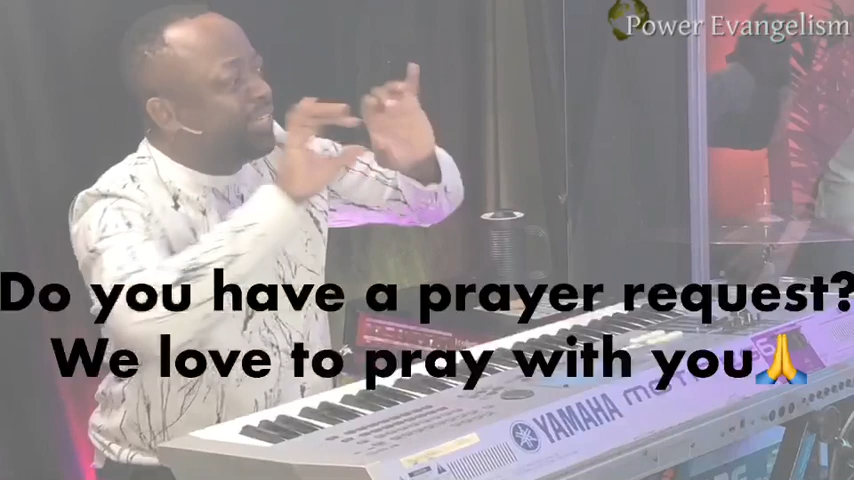 Power Evangelism
Do you have a prayer request?
We love to pray with you🙏
YAMAHA